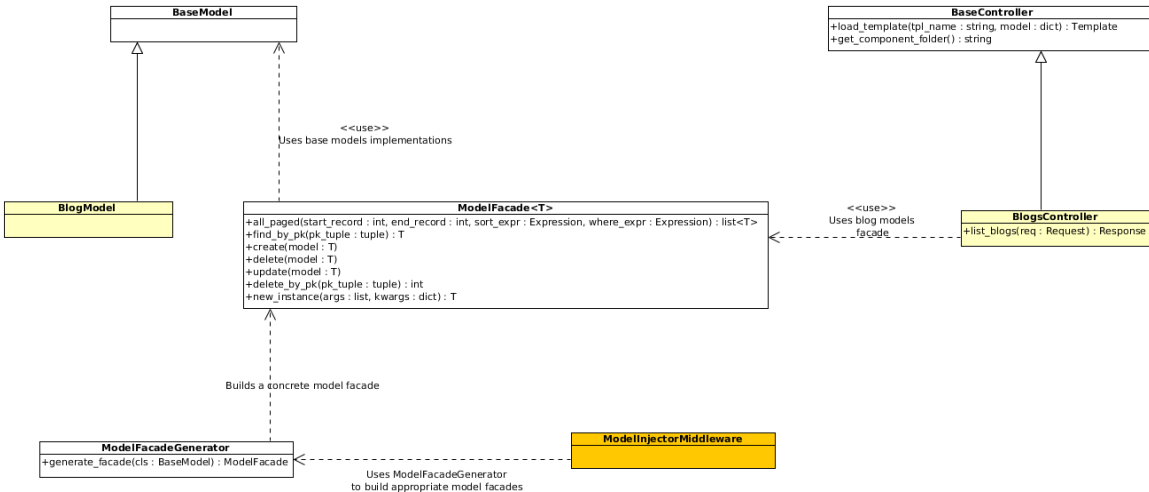 BaseModel
BaseController
+load_template(tpl_name : string, model : dict) : Template
+get_component_folder() : string
<<use>>
Uses base models implementations
BlogModel
ModelFacade<T>
+all_paged(start_record : int, end_record : int, sort_expr : Expression, where_expr : Expression) : list<T>
+find_by_pk(pk_tuple : tuple) : T
+create(model : T)
+delete(model : T)
+update(model : T)
+delete_by_pk(pk_tuple : tuple) : int
+new_instance(args : list, kwargs : dict) : T
<<use>>
Uses blog models
facade
BlogsController
+list_blogs(req : Request) : Response
Builds a concrete model facade
ModelFacadeGenerator
+generate_facade(cls : BaseModel) : ModelFacade
ModelInjectorMiddleware
Uses ModelFacadeGenerator
to build appropriate model facades